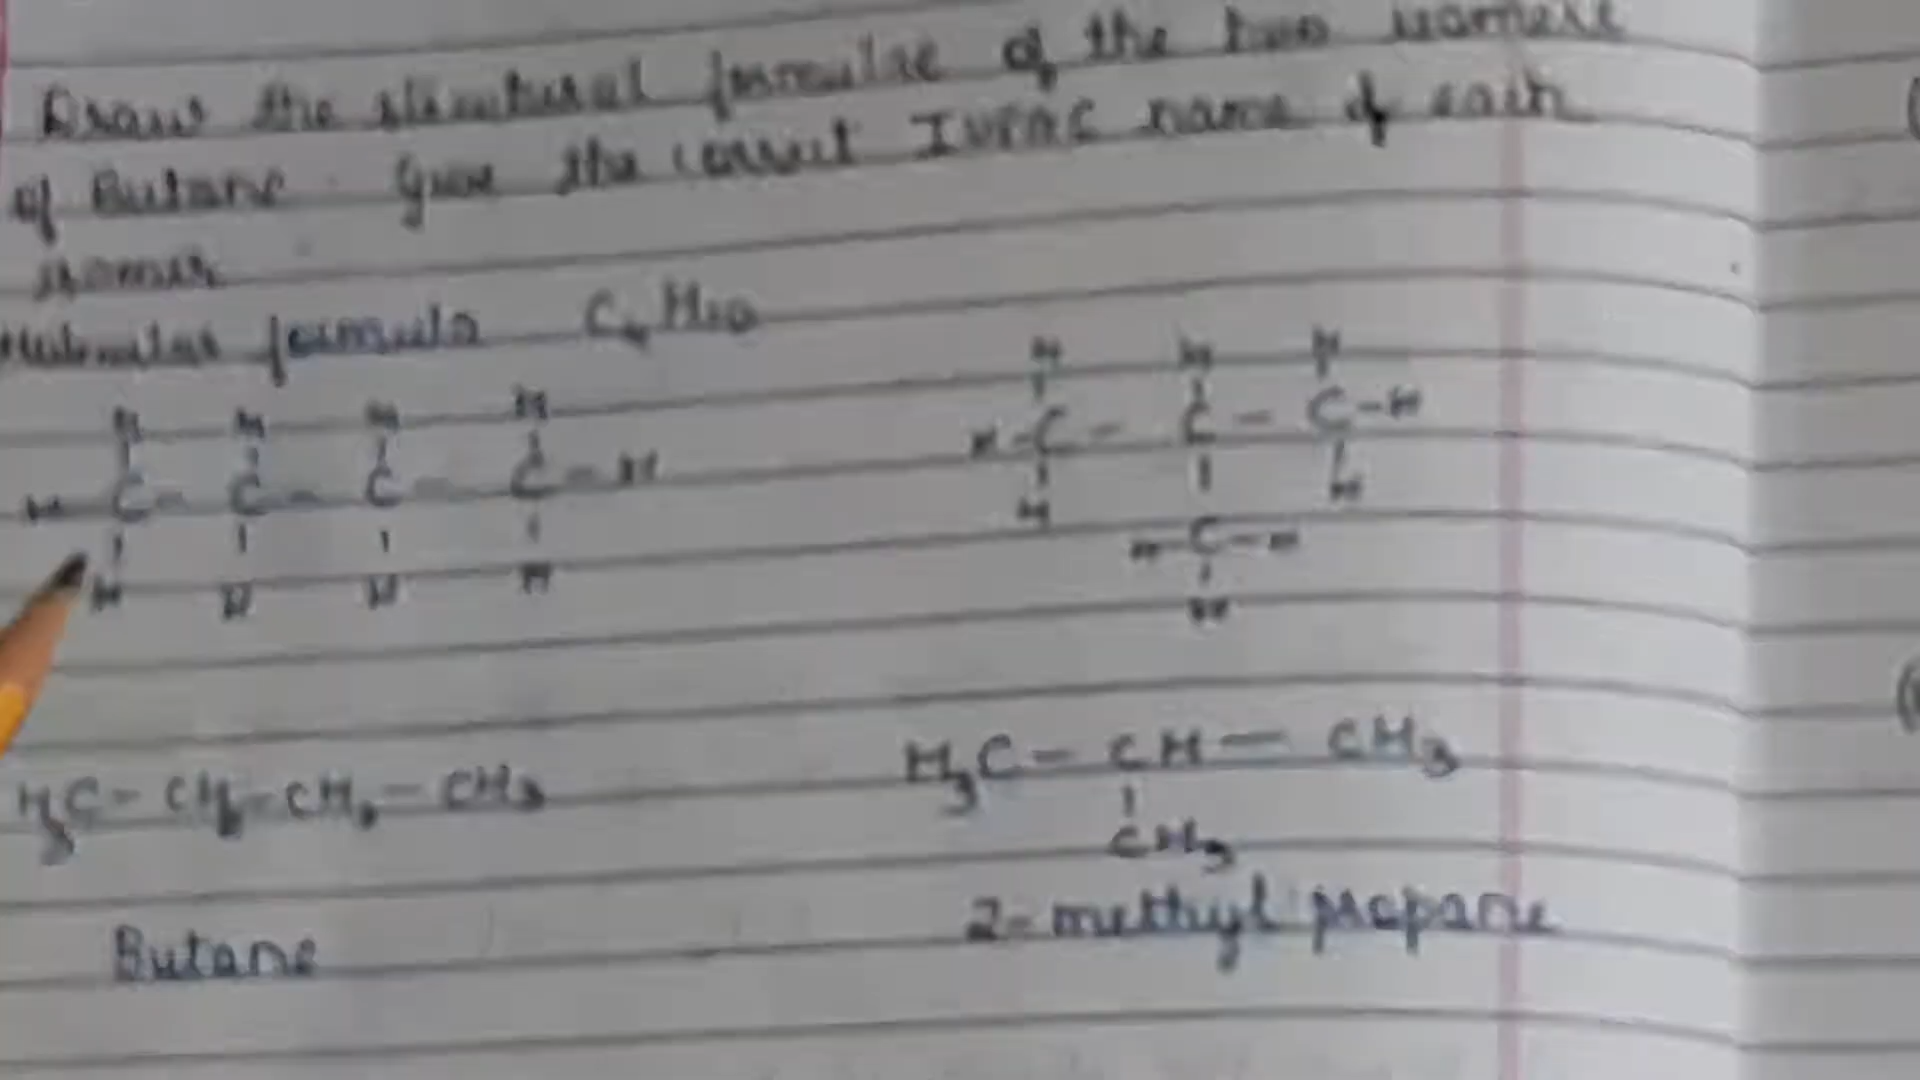 Draw the structural formulae of the two isomers
of Butane. Give the correct IUPAC name of each
isomer
Molecular formula C₄H₁₀
H H H H
H C - C - C - C - H
H H H H
H H H
H - C - C - C - H
H H
H - C - H
H
H₃C - CH₂ - CH₂ - CH₃
Butane
H₃C - CH - CH₃
CH₃
2-methyl propane